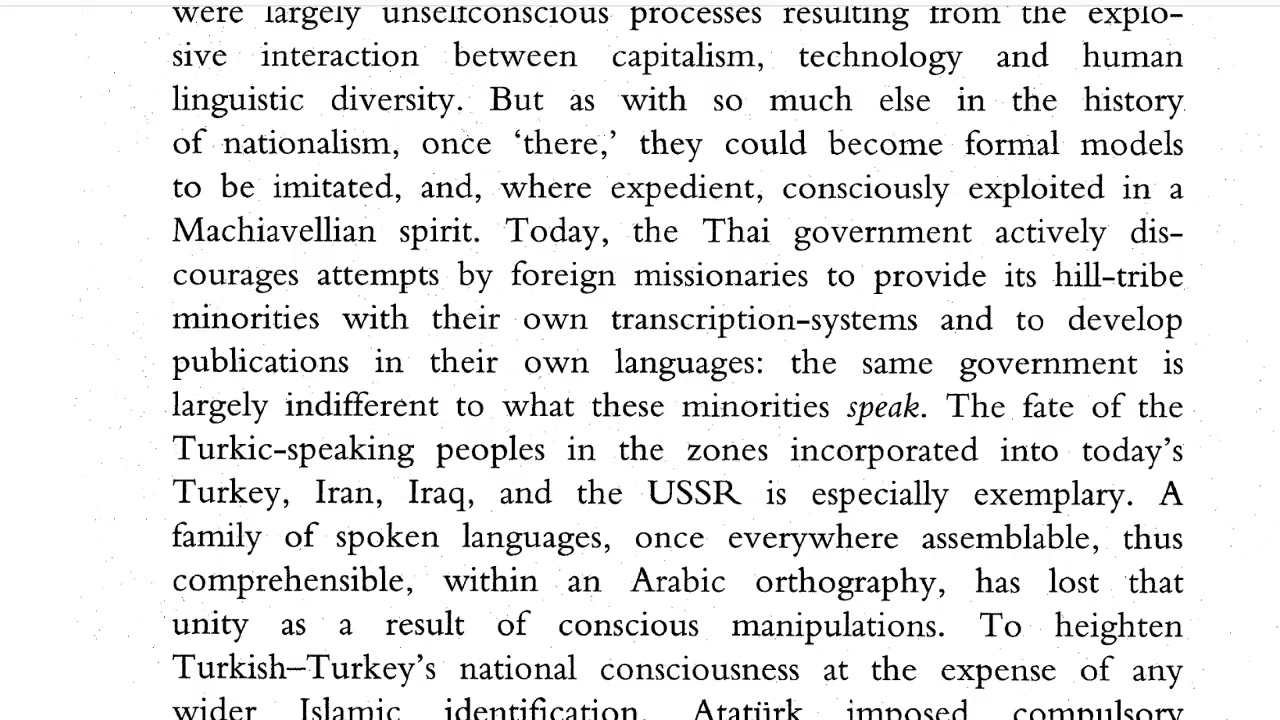 were largely unselfconscious processes resulting from the explo-
sive interaction between capitalism, technology and human
linguistic diversity. But as with so much else in the history
of nationalism, once ‘there,’ they could become formal models
to be imitated, and, where expedient, consciously exploited in a
Machiavellian spirit. Today, the Thai government actively dis-
courages attempts by foreign missionaries to provide its hill-tribe
minorities with their own transcription-systems and to develop
publications in their own languages: the same government is
largely indifferent to what these minorities speak. The fate of the
Turkic-speaking peoples in the zones incorporated into today’s
Turkey, Iran, Iraq, and the USSR is especially exemplary. A
family of spoken languages, once everywhere assemblable, thus
comprehensible, within an Arabic orthography, has lost that
unity as a result of conscious manipulations. To heighten
Turkish–Turkey’s national consciousness at the expense of any
wider Islamic identification, Atatürk imposed compulsory